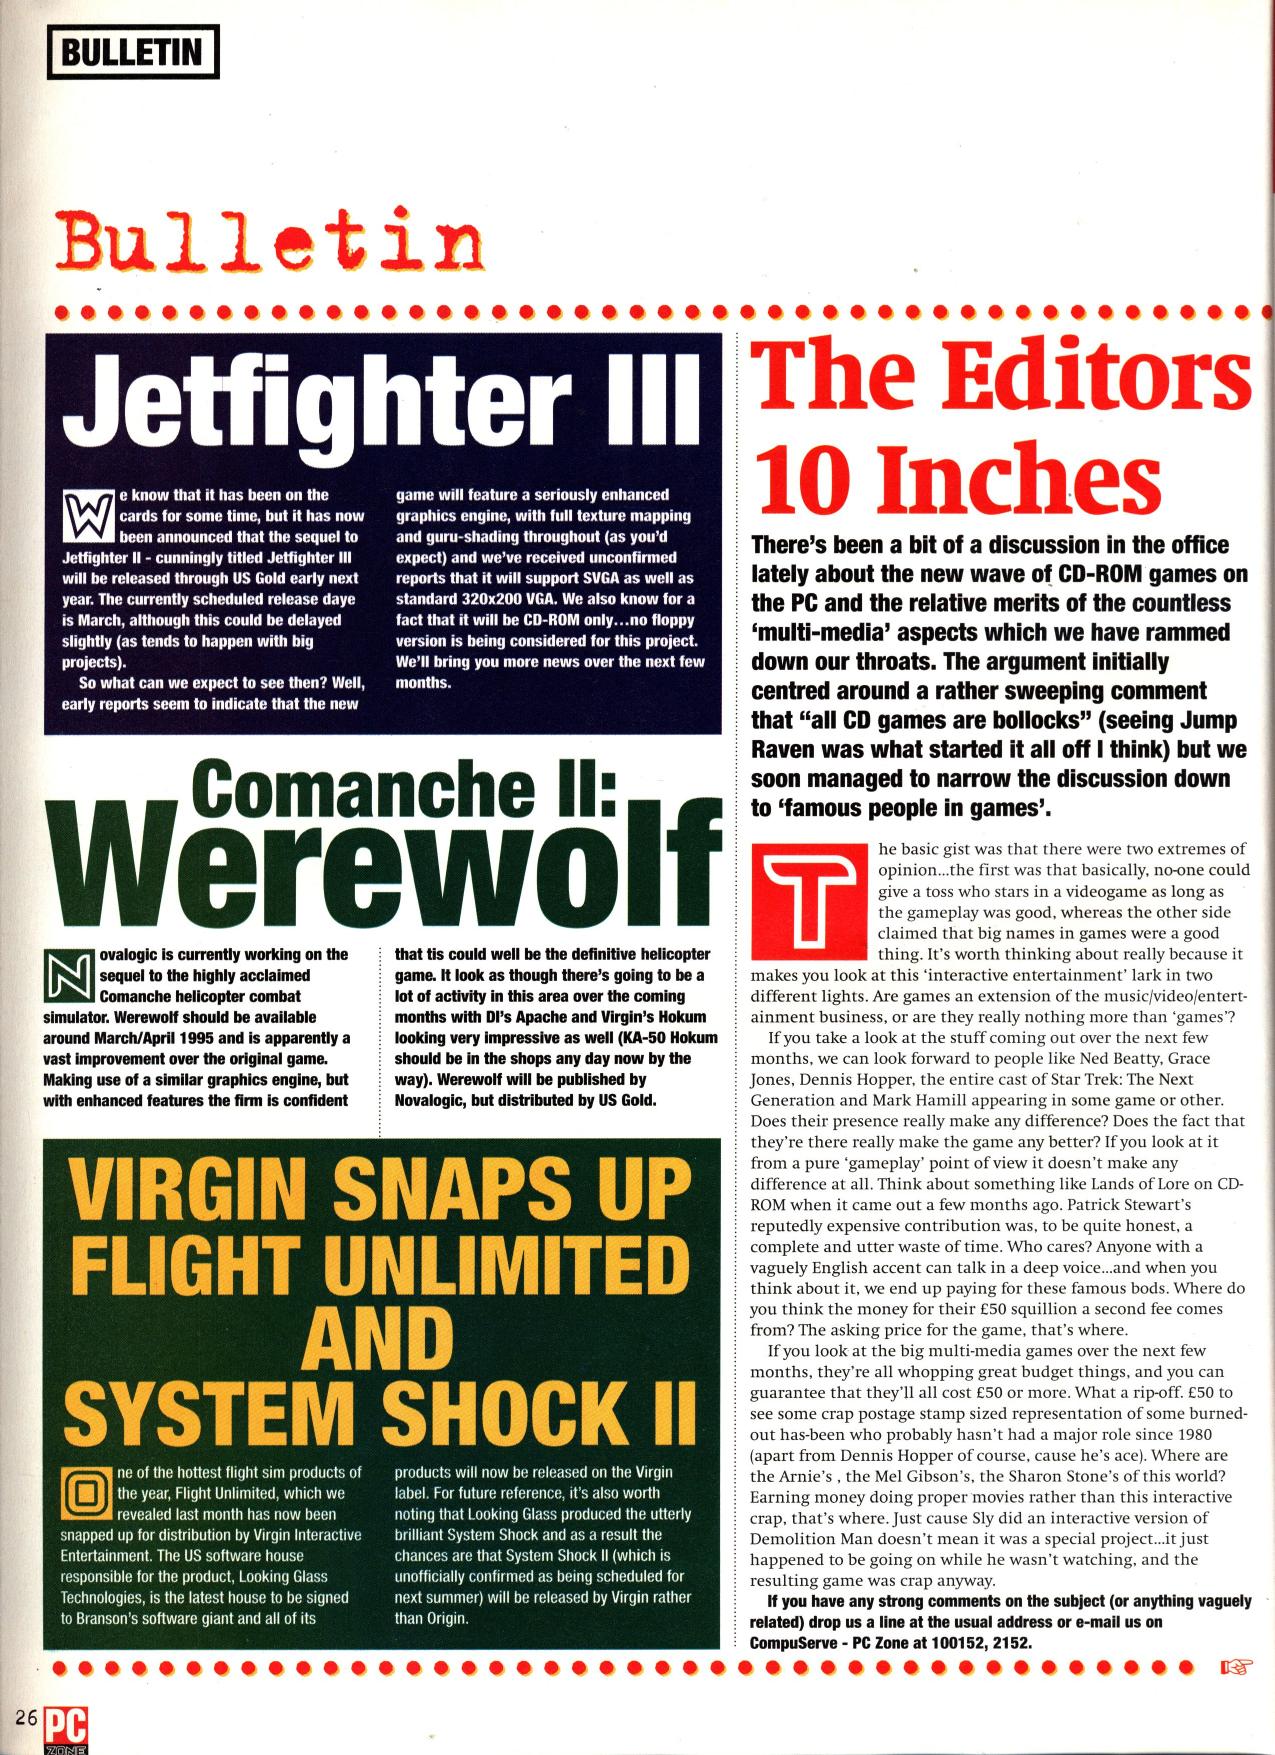 BULLETIN
Bulletin
Jetfighter III
We know that it has been on the
cards for some time, but it has now
been announced that the sequel to
Jetfighter II - cunningly titled Jetfighter III
will be released through US Gold early next
year. The currently scheduled release daye
is March, although this could be delayed
slightly (as tends to happen with big
projects).
So what can we expect to see then? Well,
early reports seem to indicate that the new
game will feature a seriously enhanced
graphics engine, with full texture mapping
and guru-shading throughout (as you'd
expect) and we've received unconfirmed
reports that it will support SVGA as well as
standard 320x200 VGA. We also know for a
fact that it will be CD-ROM only...no floppy
version is being considered for this project.
We'll bring you more news over the next few
months.
Comanche II:
Werewolf
Novalogic is currently working on the
sequel to the highly acclaimed
Comanche helicopter combat
simulator. Werewolf should be available
around March/April 1995 and is apparently a
vast improvement over the original game.
Making use of a similar graphics engine, but
with enhanced features the firm is confident
that tis could well be the definitive helicopter
game. It look as though there's going to be a
lot of activity in this area over the coming
months with DI's Apache and Virgin's Hokum
looking very impressive as well (KA-50 Hokum
should be in the shops any day now by the
way). Werewolf will be published by
Novalogic, but distributed by US Gold.
VIRGIN SNAPS UP
FLIGHT UNLIMITED
AND
SYSTEM SHOCK II
One of the hottest flight sim products of
the year, Flight Unlimited, which we
revealed last month has now been
snapped up for distribution by Virgin Interactive
Entertainment. The US software house
responsible for the product, Looking Glass
Technologies, is the latest house to be signed
to Branson's software giant and all of its
products will now be released on the Virgin
label. For future reference, it's also worth
noting that Looking Glass produced the utterly
brilliant System Shock and as a result the
chances are that System Shock II (which is
unofficially confirmed as being scheduled for
next summer) will be released by Virgin rather
than Origin.
The Editors
10 Inches
There's been a bit of a discussion in the office
lately about the new wave of CD-ROM games on
the PC and the relative merits of the countless
'multi-media' aspects which we have rammed
down our throats. The argument initially
centred around a rather sweeping comment
that "all CD games are bollocks" (seeing Jump
Raven was what started it all off I think) but we
soon managed to narrow the discussion down
to 'famous people in games'.
The basic gist was that there were two extremes of
opinion...the first was that basically, no-one could
give a toss who stars in a videogame as long as
the gameplay was good, whereas the other side
claimed that big names in games were a good
thing. It's worth thinking about really because it
makes you look at this 'interactive entertainment' lark in two
different lights. Are games an extension of the music/video/entert-
ainment business, or are they really nothing more than 'games'?
If you take a look at the stuff coming out over the next few
months, we can look forward to people like Ned Beatty, Grace
Jones, Dennis Hopper, the entire cast of Star Trek: The Next
Generation and Mark Hamill appearing in some game or other.
Does their presence really make any difference? Does the fact that
they're there really make the game any better? If you look at it
from a pure 'gameplay' point of view it doesn't make any
difference at all. Think about something like Lands of Lore on CD-
ROM when it came out a few months ago. Patrick Stewart's
reputedly expensive contribution was, to be quite honest, a
complete and utter waste of time. Who cares? Anyone with a
vaguely English accent can talk in a deep voice...and when you
think about it, we end up paying for these famous bods. Where do
you think the money for their £50 squillion a second fee comes
from? The asking price for the game, that's where.
If you look at the big multi-media games over the next few
months, they're all whopping great budget things, and you can
guarantee that they'll all cost £50 or more. What a rip-off. £50 to
see some crap postage stamp sized representation of some burned-
out has-been who probably hasn't had a major role since 1980
(apart from Dennis Hopper of course, cause he's ace). Where are
the Arnie's , the Mel Gibson's, the Sharon Stone's of this world?
Earning money doing proper movies rather than this interactive
crap, that's where. Just cause Sly did an interactive version of
Demolition Man doesn't mean it was a special project...it just
happened to be going on while he wasn't watching, and the
resulting game was crap anyway.
If you have any strong comments on the subject (or anything vaguely
related) drop us a line at the usual address or e-mail us on
CompuServe - PC Zone at 100152, 2152.
26 PC
ZONE